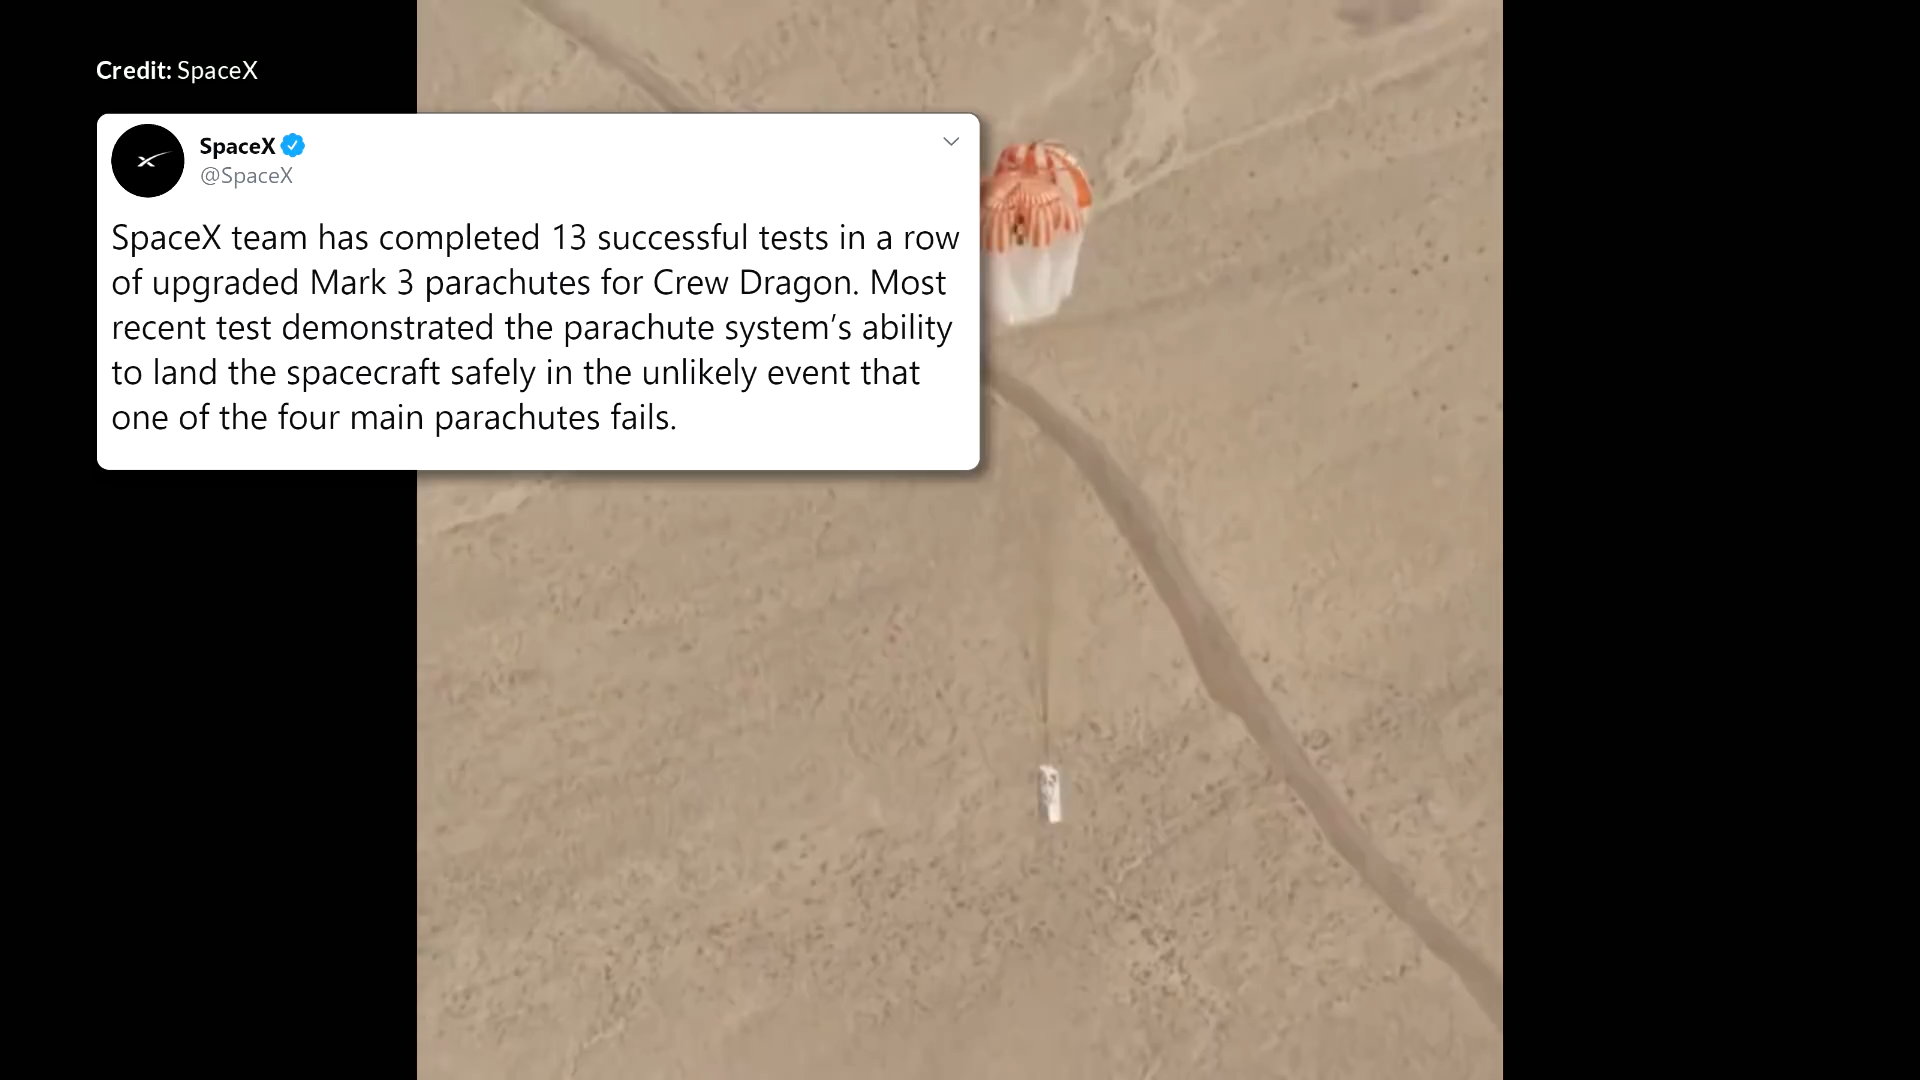 Credit: SpaceX
SpaceX
@SpaceX
SpaceX team has completed 13 successful tests in a row
of upgraded Mark 3 parachutes for Crew Dragon. Most
recent test demonstrated the parachute system’s ability
to land the spacecraft safely in the unlikely event that
one of the four main parachutes fails.